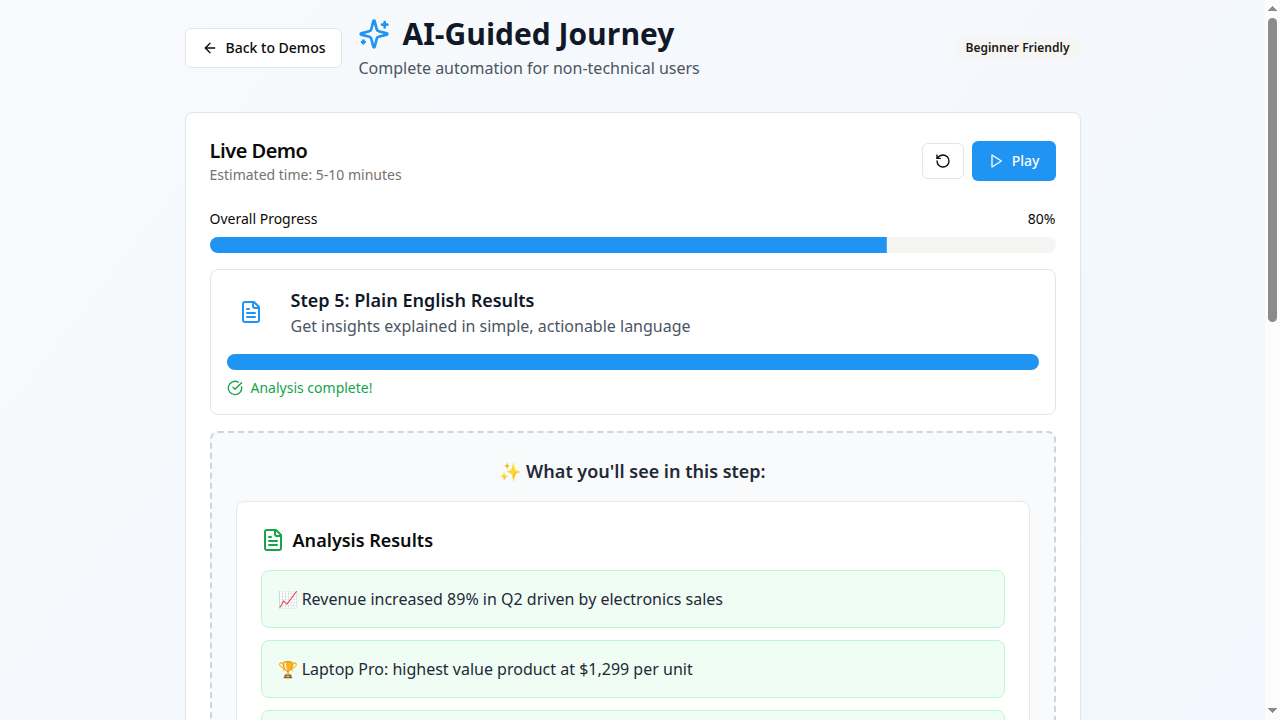 Back to Demos
AI-Guided Journey
Complete automation for non-technical users
Beginner Friendly
Live Demo
Estimated time: 5-10 minutes
Play
Overall Progress
80%
Step 5: Plain English Results
Get insights explained in simple, actionable language
Analysis complete!
✨ What you'll see in this step:
Analysis Results
📈 Revenue increased 89% in Q2 driven by electronics sales
🏆 Laptop Pro: highest value product at $1,299 per unit